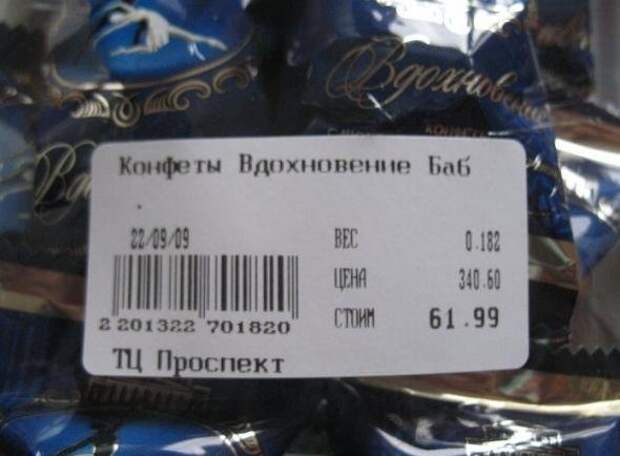 Вдохновение
Конфеты Вдохновение Баб
22/09/09
ВЕС 0.182
ЦЕНА 340.60
СТОИМ 61.99
2 201322 701820
ТЦ Проспект